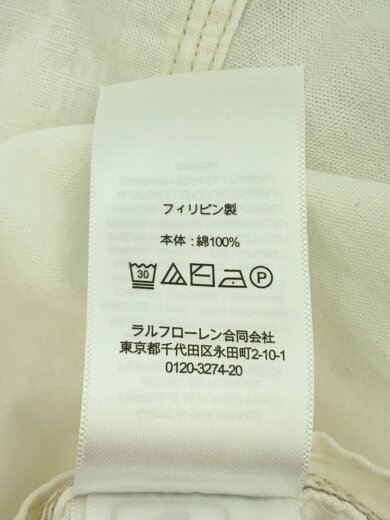 フィリピン製
本体：綿100%
30 P
ラルフローレン合同会社
東京都千代田区永田町2-10-1
0120-3274-20